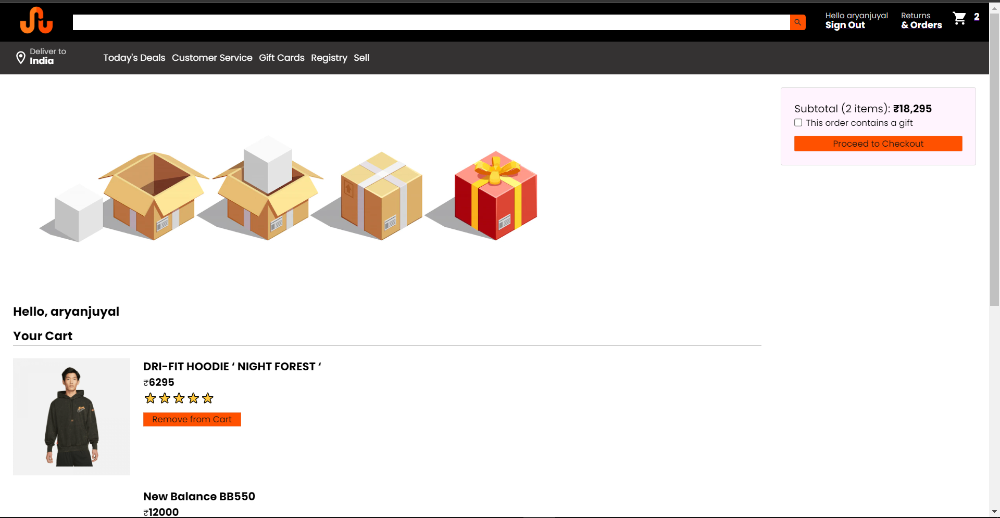 Hello aryanjuyal
Sign Out
Returns
& Orders
2
Deliver to
India
Today's Deals
Customer Service
Gift Cards
Registry
Sell
Subtotal (2 items): ₹18,295
This order contains a gift
Proceed to Checkout
Hello, aryanjuyal
Your Cart
DRI-FIT HOODIE ‘ NIGHT FOREST ‘
₹6295
Remove from Cart
New Balance BB550
₹12000